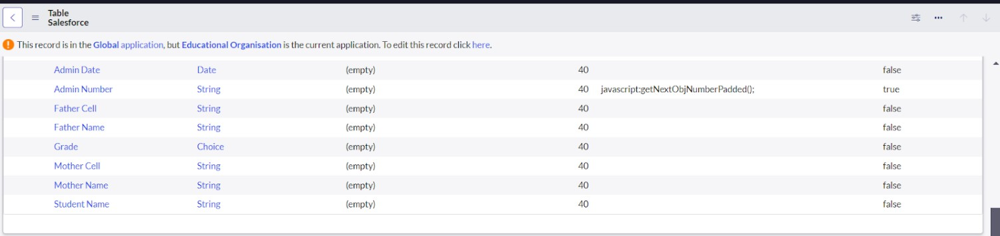 Table
Salesforce
This record is in the Global application, but Educational Organisation is the current application. To edit this record click here.
Admin Date Date (empty) 40 false
Admin Number String (empty) 40 javascript:getNextObjNumberPadded(); true
Father Cell String (empty) 40 false
Father Name String (empty) 40 false
Grade Choice (empty) 40 false
Mother Cell String (empty) 40 false
Mother Name String (empty) 40 false
Student Name String (empty) 40 false